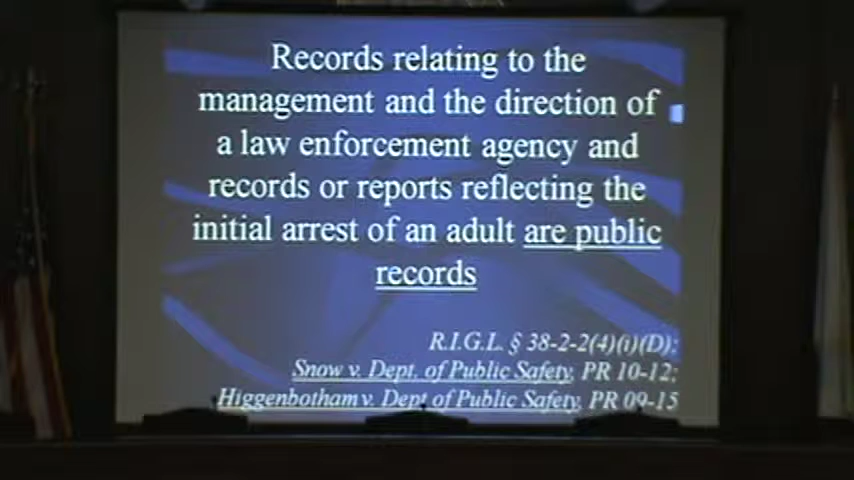 Records relating to the
management and the direction of
a law enforcement agency and
records or reports reflecting the
initial arrest of an adult are public
records
R.I.G.L. § 38-2-2(4)(i)(D);
Snow v. Dept. of Public Safety, PR 10-12;
Higgenbotham v. Dept of Public Safety, PR 09-15